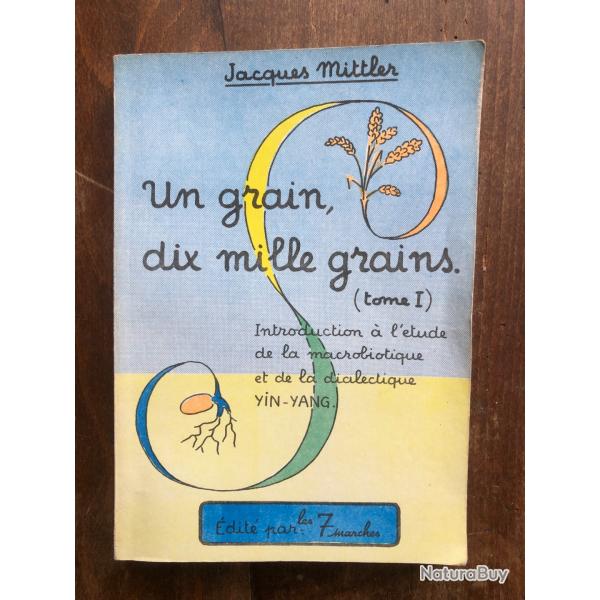 Jacques Mittler
Un grain,
dix mille grains.
(tome I)
Introduction à l'étude
de la macrobiotique
et de la dialectique
YiN-YANG.
Édité par les 7 marches
NaturaBuy